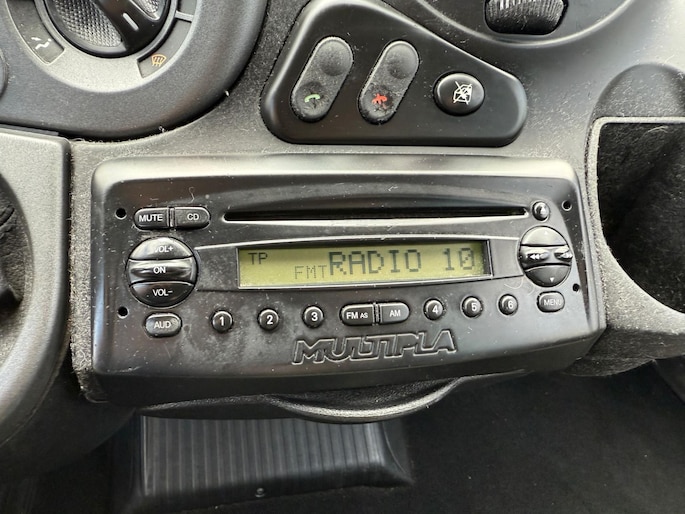 MUTE CD
TP
FMT RADIO 10
VOL+
ON
VOL-
AUD 1 2 3 FM AS AM 4 5 6 MENU
MULTIPLA